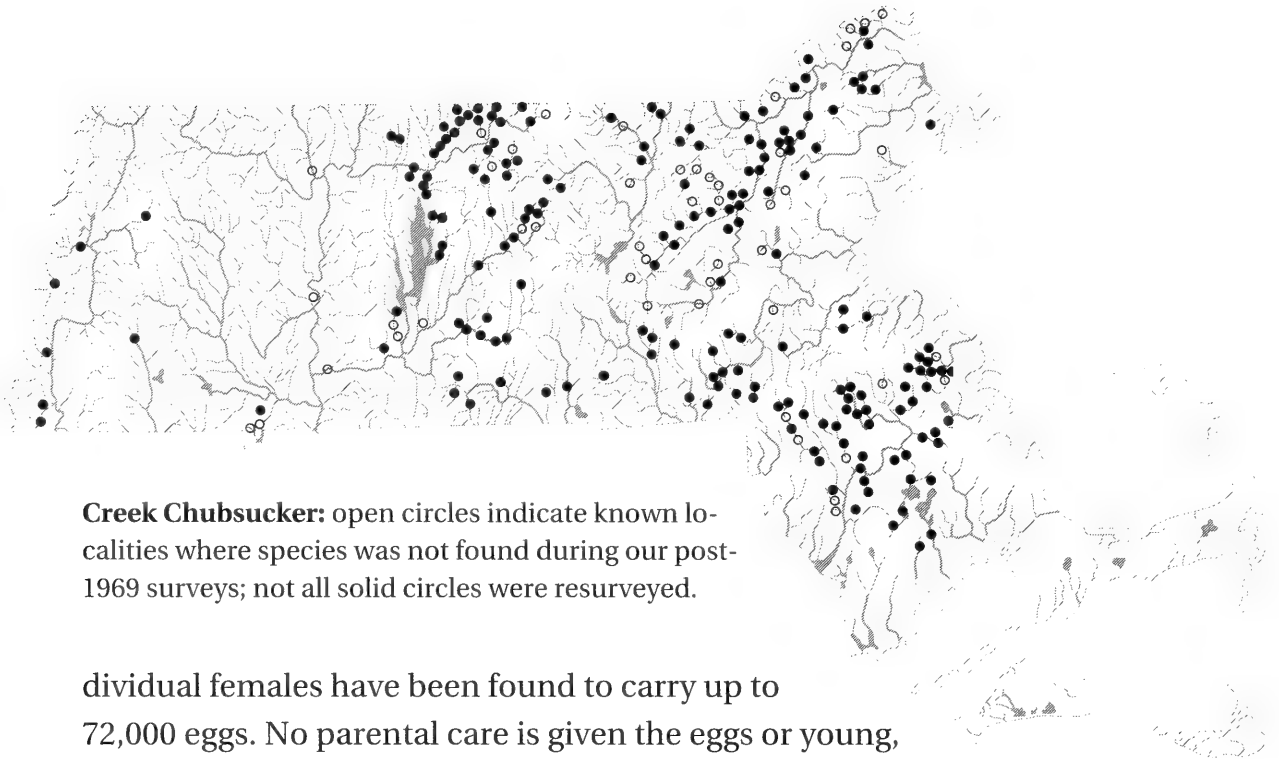 Creek Chubsucker: open circles indicate known lo-
calities where species was not found during our post-
1969 surveys; not all solid circles were resurveyed.
dividual females have been found to carry up to
72,000 eggs. No parental care is given the eggs or young,